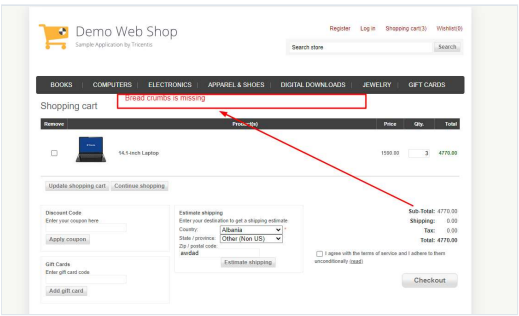 Demo Web Shop
Sample Application by Tricentis
Register Log in Shopping cart(3) Wishlist(0)
Search store Search
BOOKS COMPUTERS ELECTRONICS APPAREL & SHOES DIGITAL DOWNLOADS JEWELRY GIFT CARDS
Bread crumbs is missing
Shopping cart
Remove Product(s) Price Qty. Total
14.1-inch Laptop 1590.00 3 4770.00
Update shopping cart Continue shopping
Discount Code
Enter your coupon here
Apply coupon
Gift Cards
Enter gift card code
Add gift card
Estimate shipping
Enter your destination to get a shipping estimate
Country: Albania *
State / province: Other (Non US)
Zip / postal code:
awdad
Estimate shipping
Sub-Total: 4770.00
Shipping: 0.00
Tax: 0.00
Total: 4770.00
I agree with the terms of service and I adhere to them
unconditionally (read)
Checkout